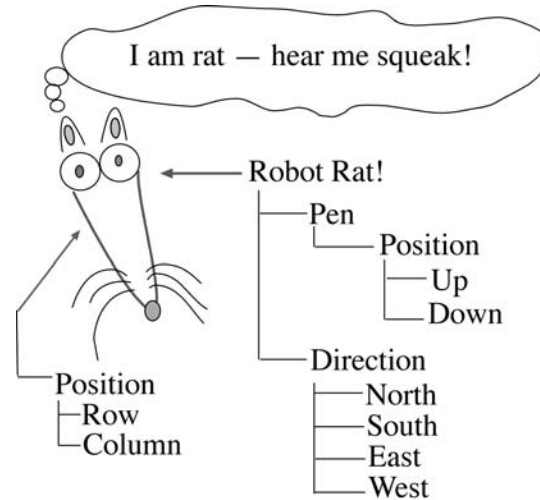 I am rat — hear me squeak!
Robot Rat!
Pen
Position
Up
Down
Direction
North
South
East
West
Position
Row
Column